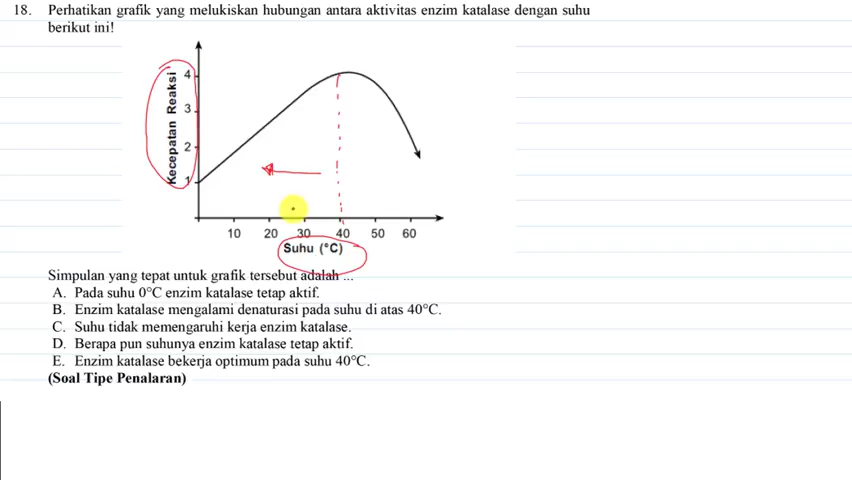 18. Perhatikan grafik yang melukiskan hubungan antara aktivitas enzim katalase dengan suhu
berikut ini!
Kecepatan Reaksi
4
3
2
1
10 20 30 40 50 60
Suhu (°C)
Simpulan yang tepat untuk grafik tersebut adalah ...
A. Pada suhu 0°C enzim katalase tetap aktif.
B. Enzim katalase mengalami denaturasi pada suhu di atas 40°C.
C. Suhu tidak memengaruhi kerja enzim katalase.
D. Berapa pun suhunya enzim katalase tetap aktif.
E. Enzim katalase bekerja optimum pada suhu 40°C.
(Soal Tipe Penalaran)